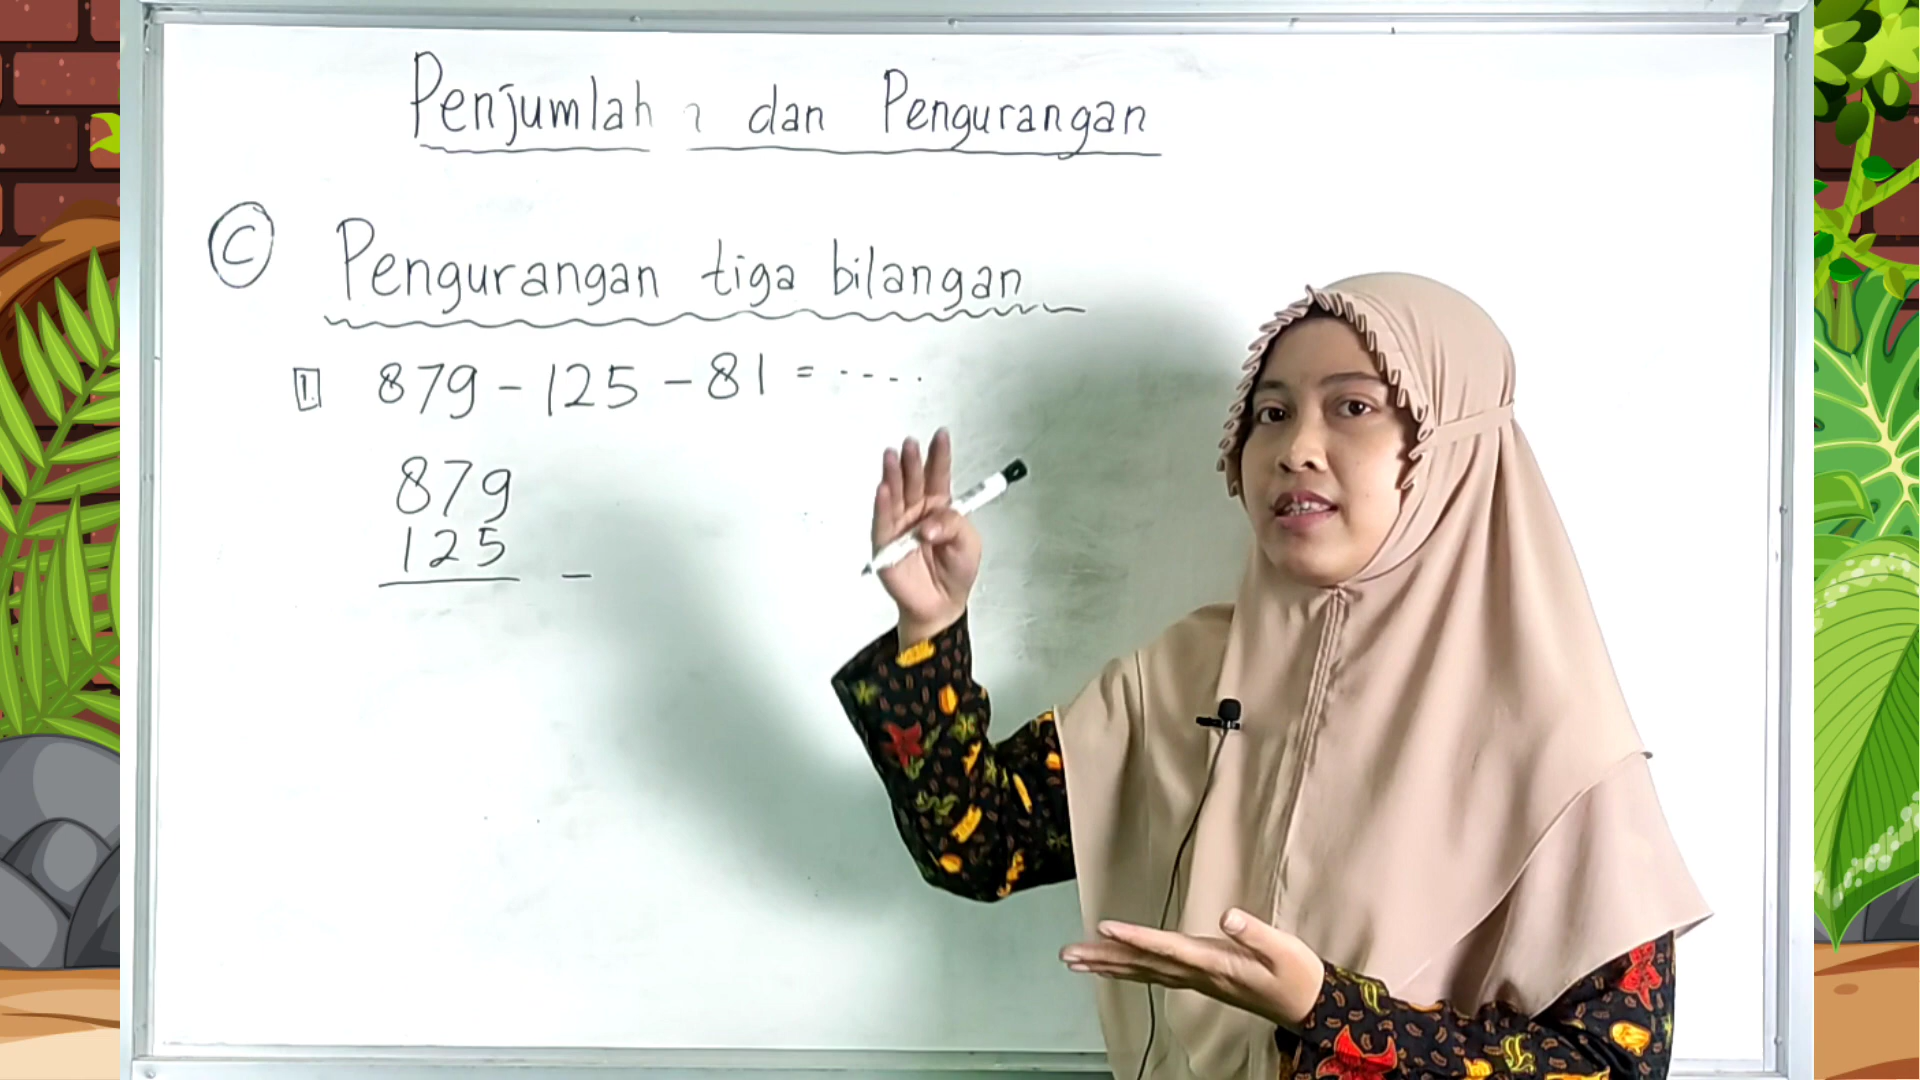 Penjumlah n dan Pengurangan
C Pengurangan tiga bilangan
1. 879 - 125 - 81 = .....
879
125 -